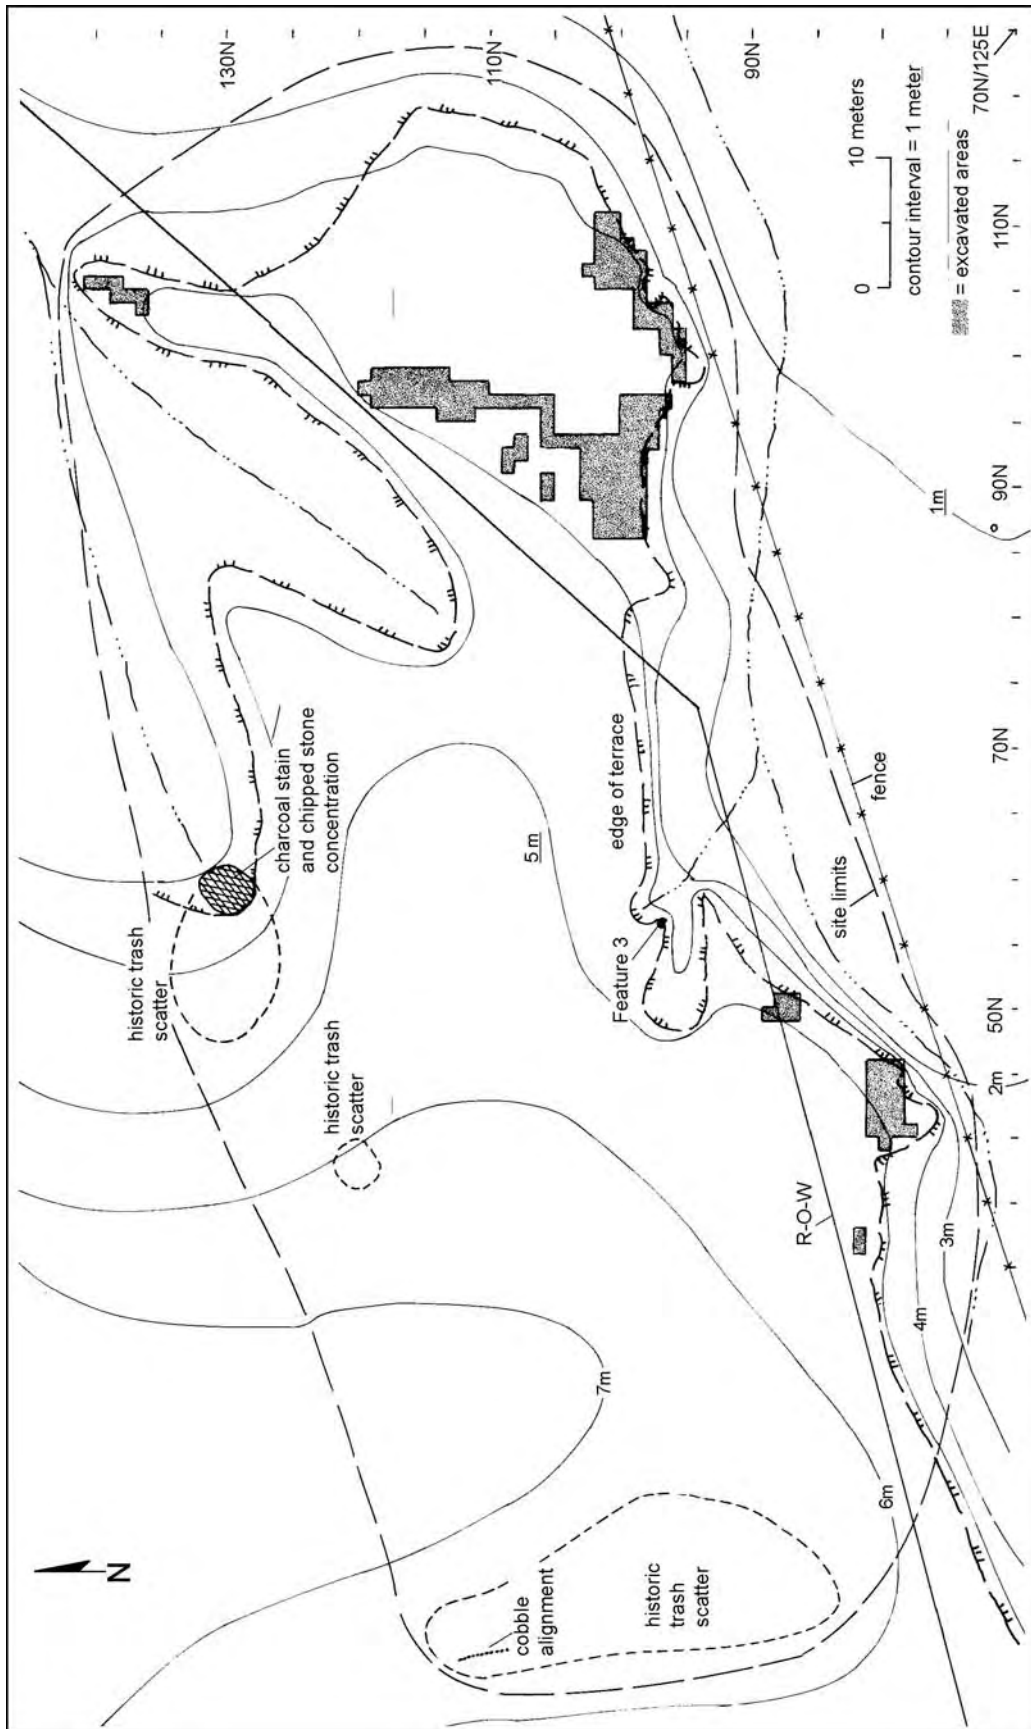 130N
110N
90N
70N/125E
0 10 meters
contour interval = 1 meter
= excavated areas
110N
90N
70N
50N
1m
2m
historic trash
scatter
charcoal stain
and chipped stone
concentration
5 m
edge of terrace
fence
site limits
Feature 3
historic trash
scatter
R-O-W
3m
4m
7m
6m
cobble
alignment
historic
trash
scatter
N